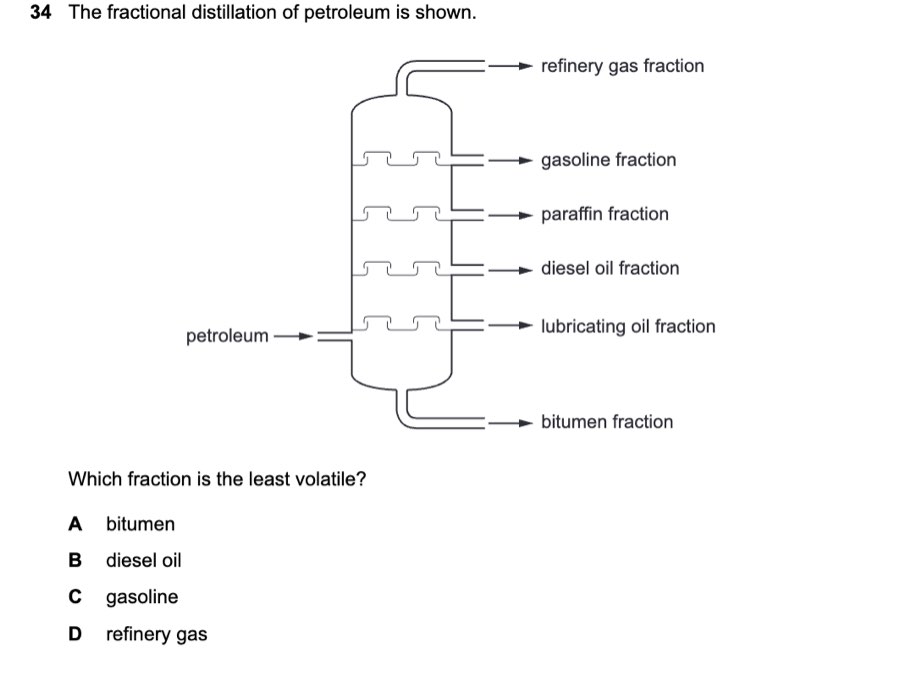 34 The fractional distillation of petroleum is shown.
refinery gas fraction
gasoline fraction
paraffin fraction
diesel oil fraction
lubricating oil fraction
petroleum
bitumen fraction
Which fraction is the least volatile?
A bitumen
B diesel oil
C gasoline
D refinery gas